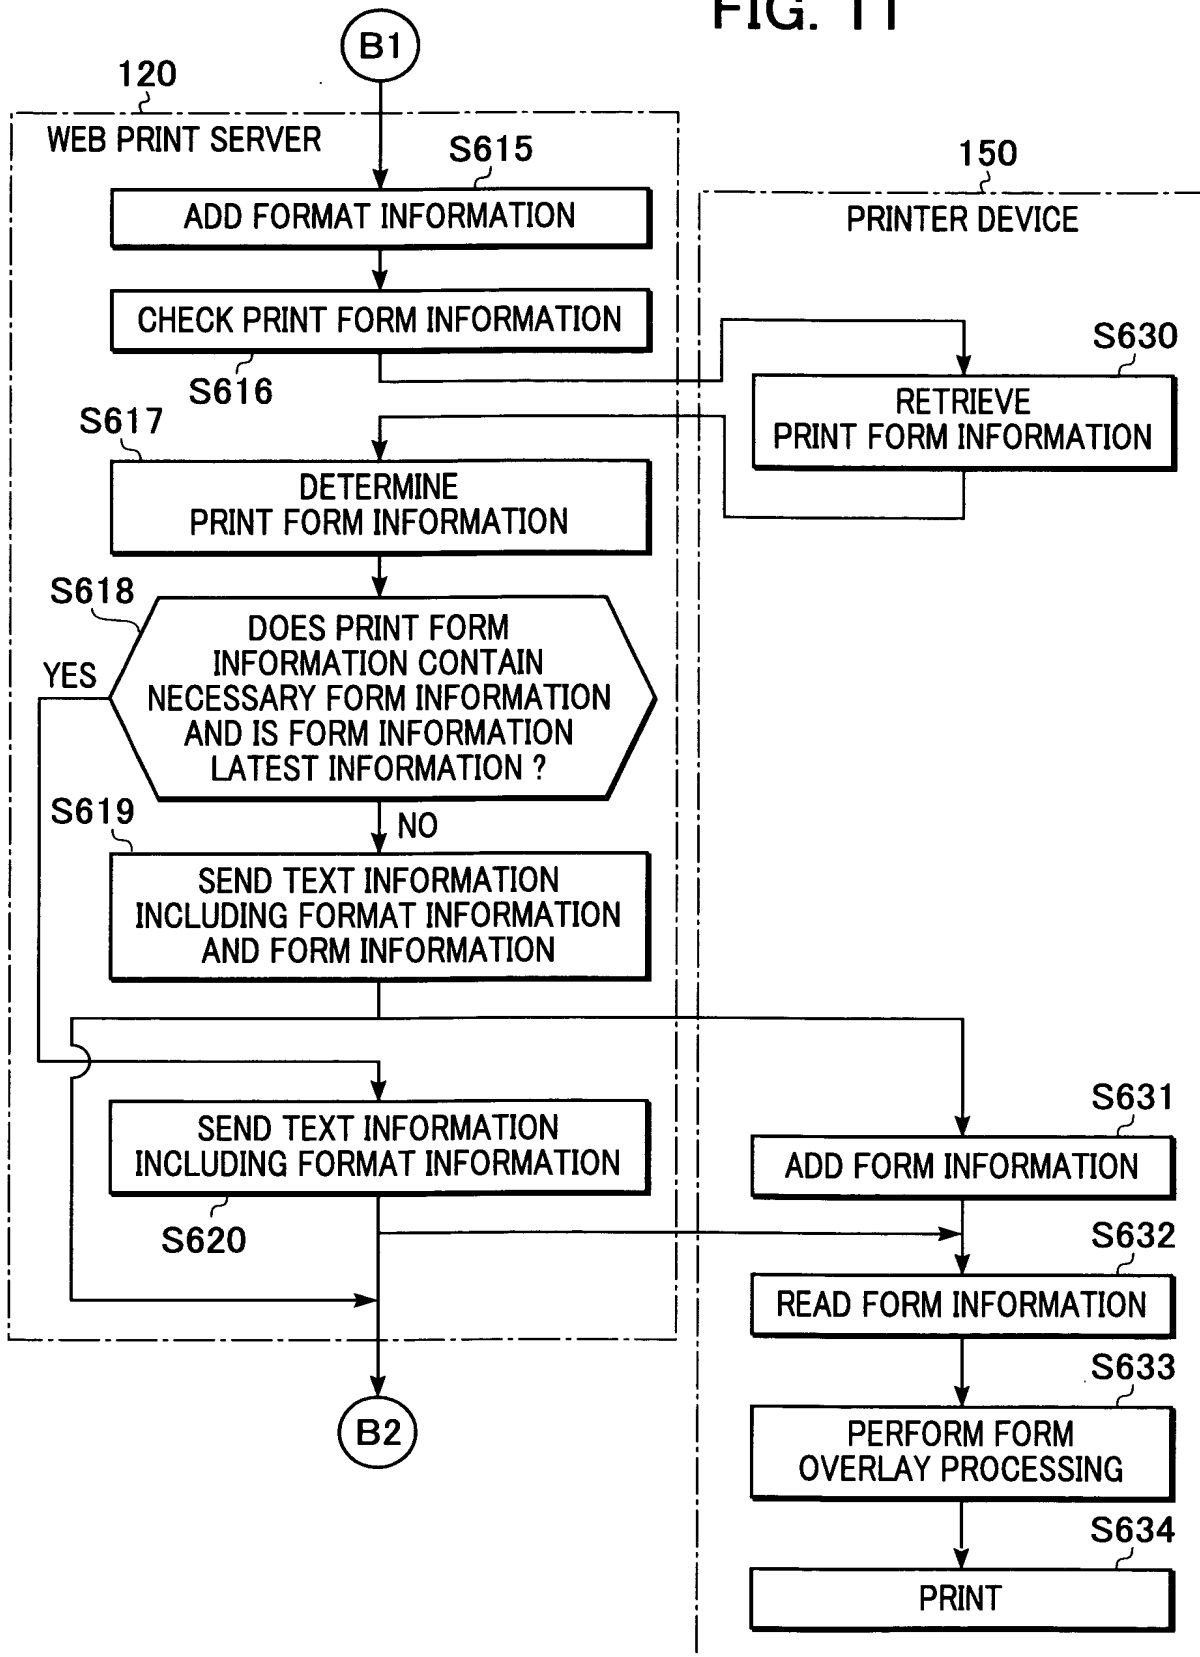 FIG. 11
B1
120
WEB PRINT SERVER
S615
ADD FORMAT INFORMATION
CHECK PRINT FORM INFORMATION
S616
150
PRINTER DEVICE
S630
RETRIEVE
PRINT FORM INFORMATION
S617
DETERMINE
PRINT FORM INFORMATION
S618
DOES PRINT FORM
INFORMATION CONTAIN
NECESSARY FORM INFORMATION
AND IS FORM INFORMATION
LATEST INFORMATION ?
YES
NO
S619
SEND TEXT INFORMATION
INCLUDING FORMAT INFORMATION
AND FORM INFORMATION
SEND TEXT INFORMATION
INCLUDING FORMAT INFORMATION
S620
S631
ADD FORM INFORMATION
S632
READ FORM INFORMATION
S633
PERFORM FORM
OVERLAY PROCESSING
S634
PRINT
B2